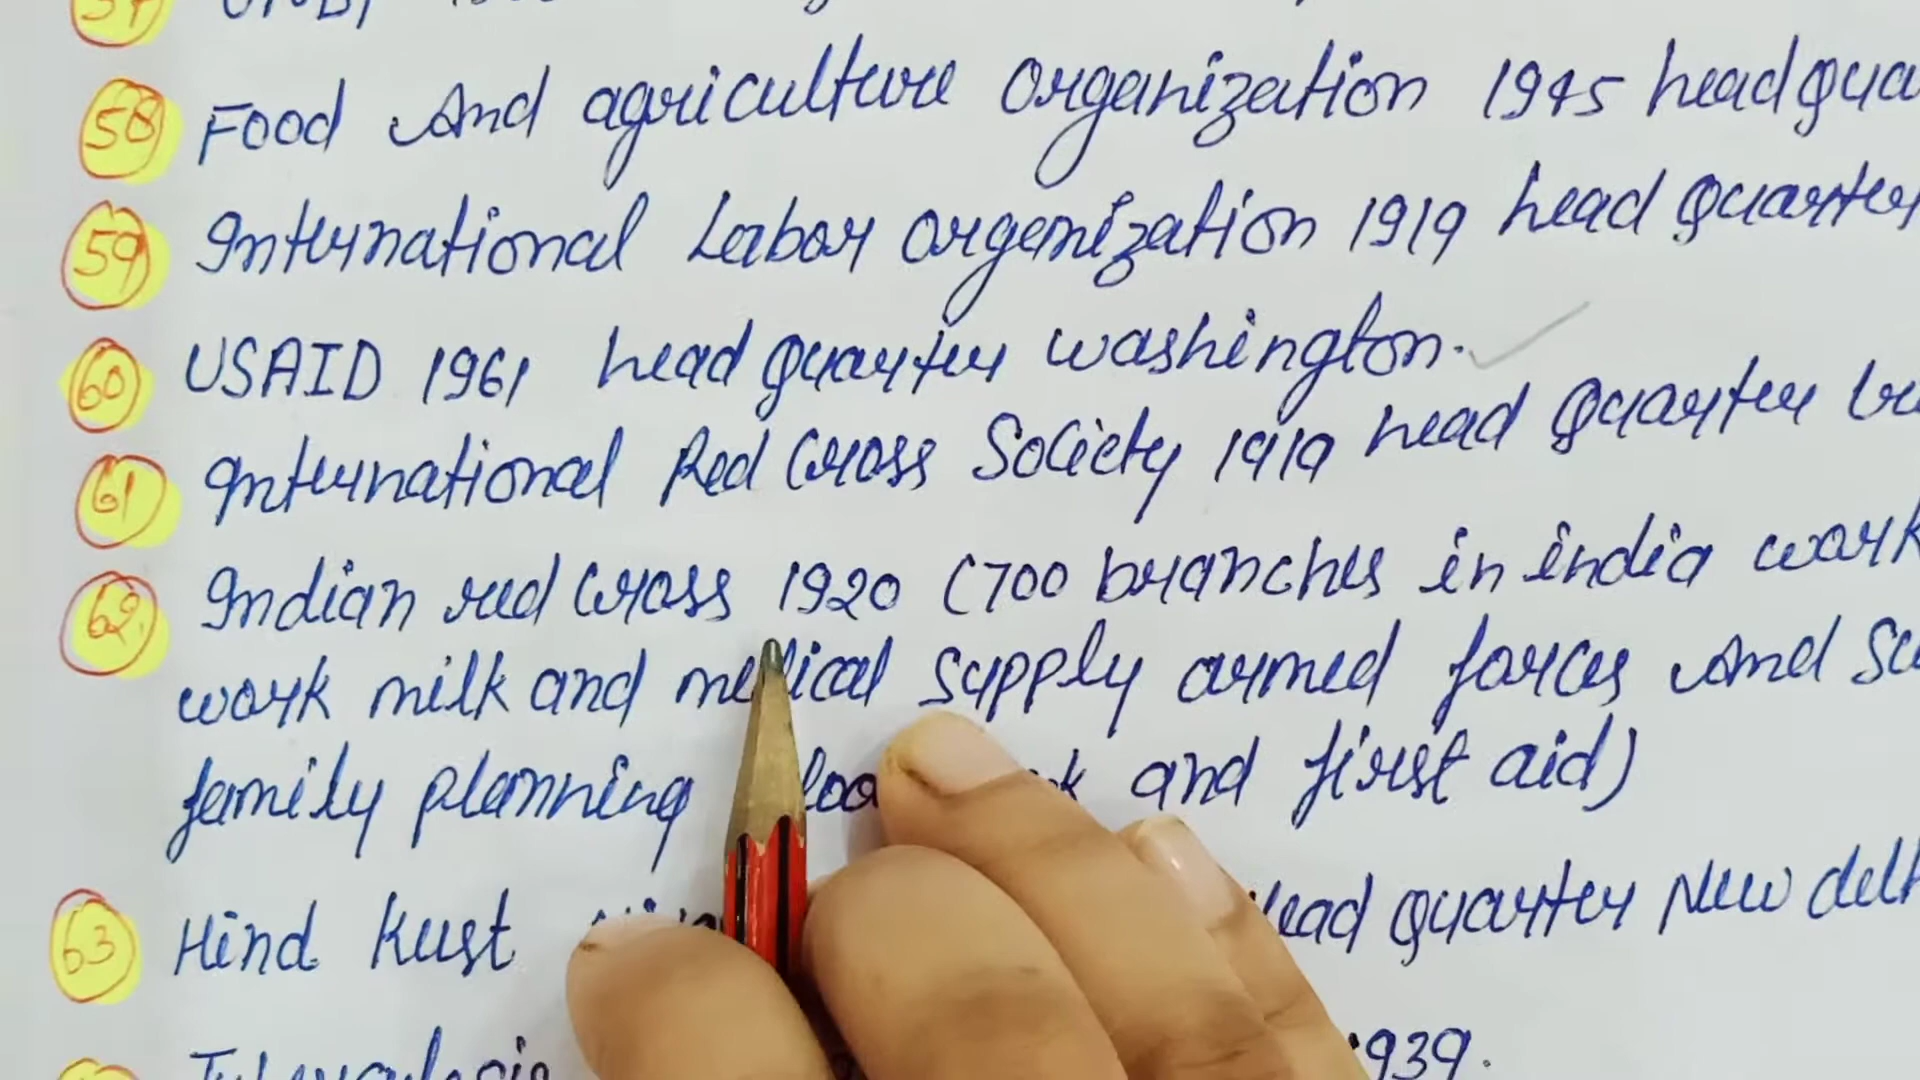 58 Food And agriculture organization 1945 head qua
59 International Labor orgenization 1919 head quarter
60 USAID 1961 head quarter washington.
61 International Red Cross Society 1919 head quarter
62 Indian red cross 1920 (700 branches in india work
work milk and medical supply armed forces And
family planning and first aid)
63 Hind Kust head quarter New delh
1939.